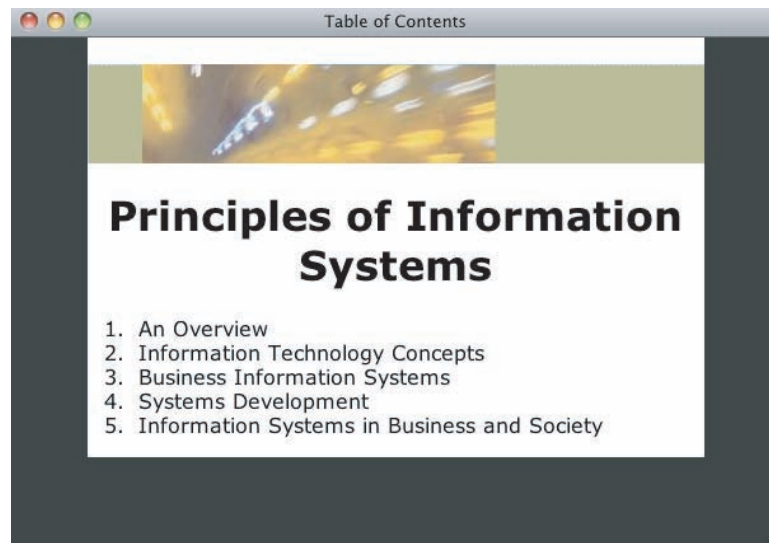 Table of Contents
Principles of Information
Systems
1. An Overview
2. Information Technology Concepts
3. Business Information Systems
4. Systems Development
5. Information Systems in Business and Society